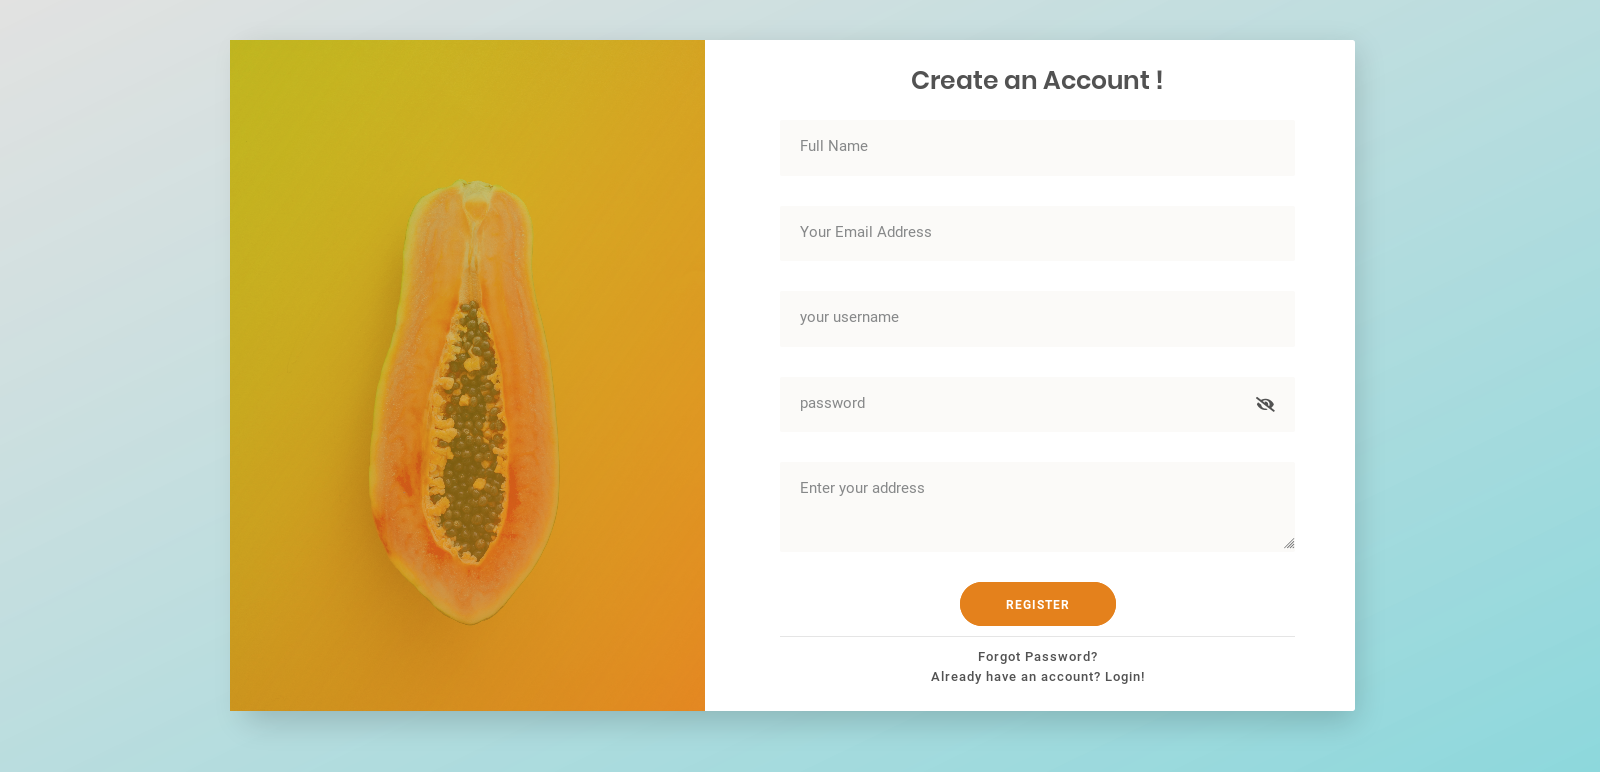 Create an Account !
Full Name
Your Email Address
your username
password
Enter your address
REGISTER
Forgot Password?
Already have an account? Login!